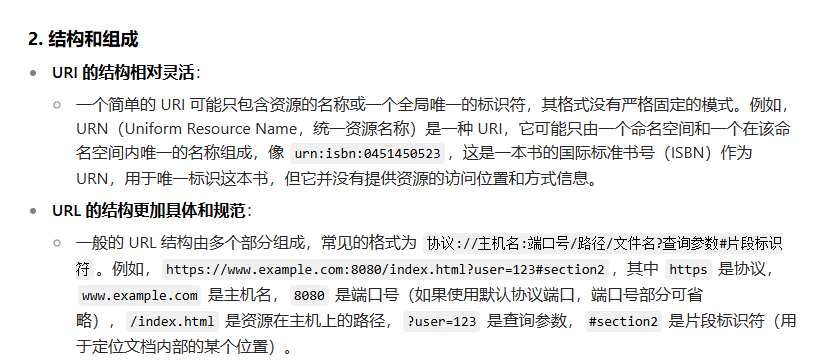 2. 结构和组成
URI 的结构相对灵活：
一个简单的 URI 可能只包含资源的名称或一个全局唯一的标识符，其格式没有严格固定的模式。例如，
URN（Uniform Resource Name，统一资源名称）是一种 URI，它可能只由一个命名空间和一个在该命
名空间内唯一的名称组成，像 urn:isbn:0451450523 ，这是一本书的国际标准书号（ISBN）作为
URN，用于唯一标识这本书，但它并没有提供资源的访问位置和方式信息。
URL 的结构更加具体和规范：
一般的 URL 结构由多个部分组成，常见的格式为 协议://主机名:端口号/路径/文件名?查询参数#片段标识
符 。例如， https://www.example.com:8080/index.html?user=123#section2 ，其中 https 是协议，
www.example.com 是主机名， 8080 是端口号（如果使用默认协议端口，端口号部分可省
略）， /index.html 是资源在主机上的路径， ?user=123 是查询参数， #section2 是片段标识符（用
于定位文档内部的某个位置）。